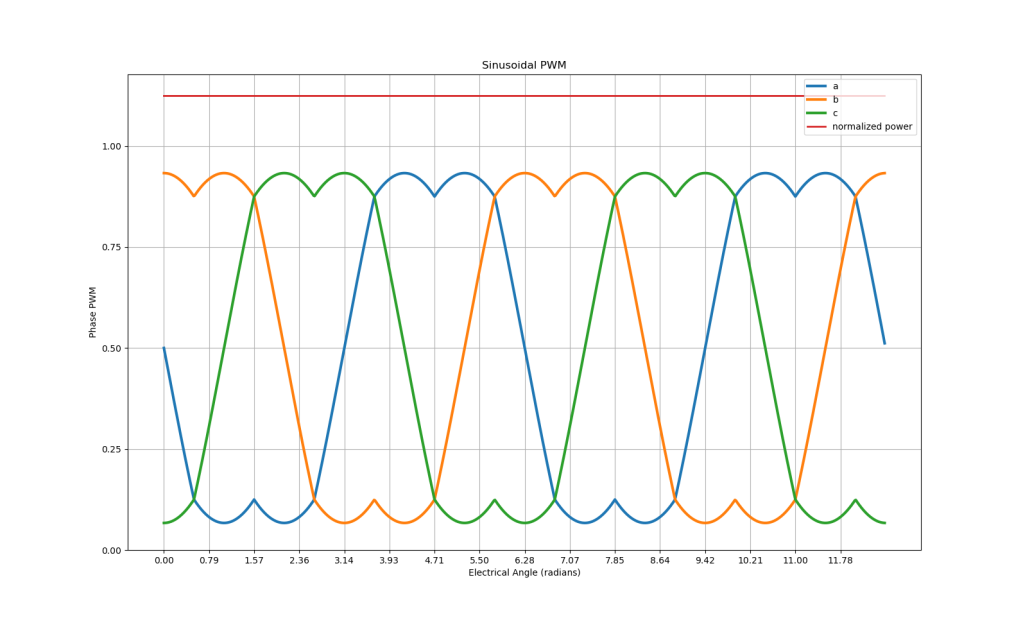 Sinusoidal PWM
a
b
c
normalized power
1.00
0.75
0.50
0.25
0.00
Phase PWM
0.00 0.79 1.57 2.36 3.14 3.93 4.71 5.50 6.28 7.07 7.85 8.64 9.42 10.21 11.00 11.78
Electrical Angle (radians)